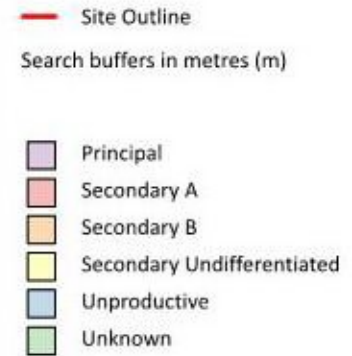 Site Outline
Search buffers in metres (m)
Principal
Secondary A
Secondary B
Secondary Undifferentiated
Unproductive
Unknown